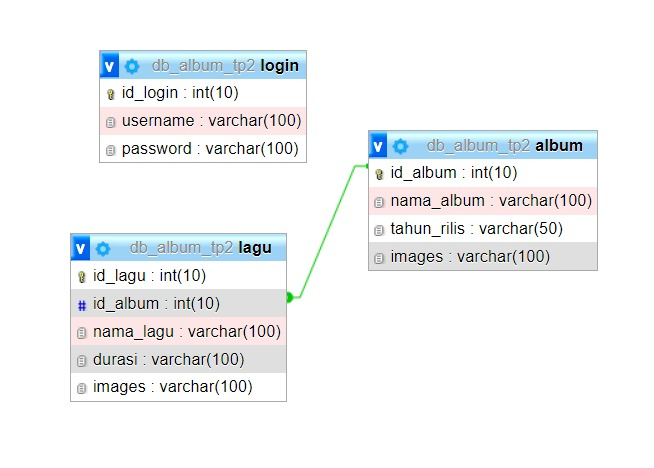 v db_album_tp2 login
id_login : int(10)
username : varchar(100)
password : varchar(100)
v db_album_tp2 album
id_album : int(10)
nama_album : varchar(100)
tahun_rilis : varchar(50)
images : varchar(100)
v db_album_tp2 lagu
id_lagu : int(10)
# id_album : int(10)
nama_lagu : varchar(100)
durasi : varchar(100)
images : varchar(100)